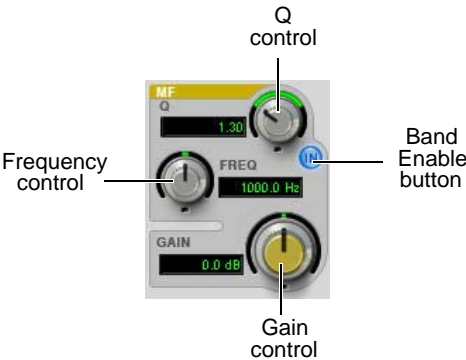 Q
control
MF
Q
1.30
IN
Band
Enable
button
Frequency
control
FREQ
1000.0 Hz
GAIN
0.0 dB
Gain
control